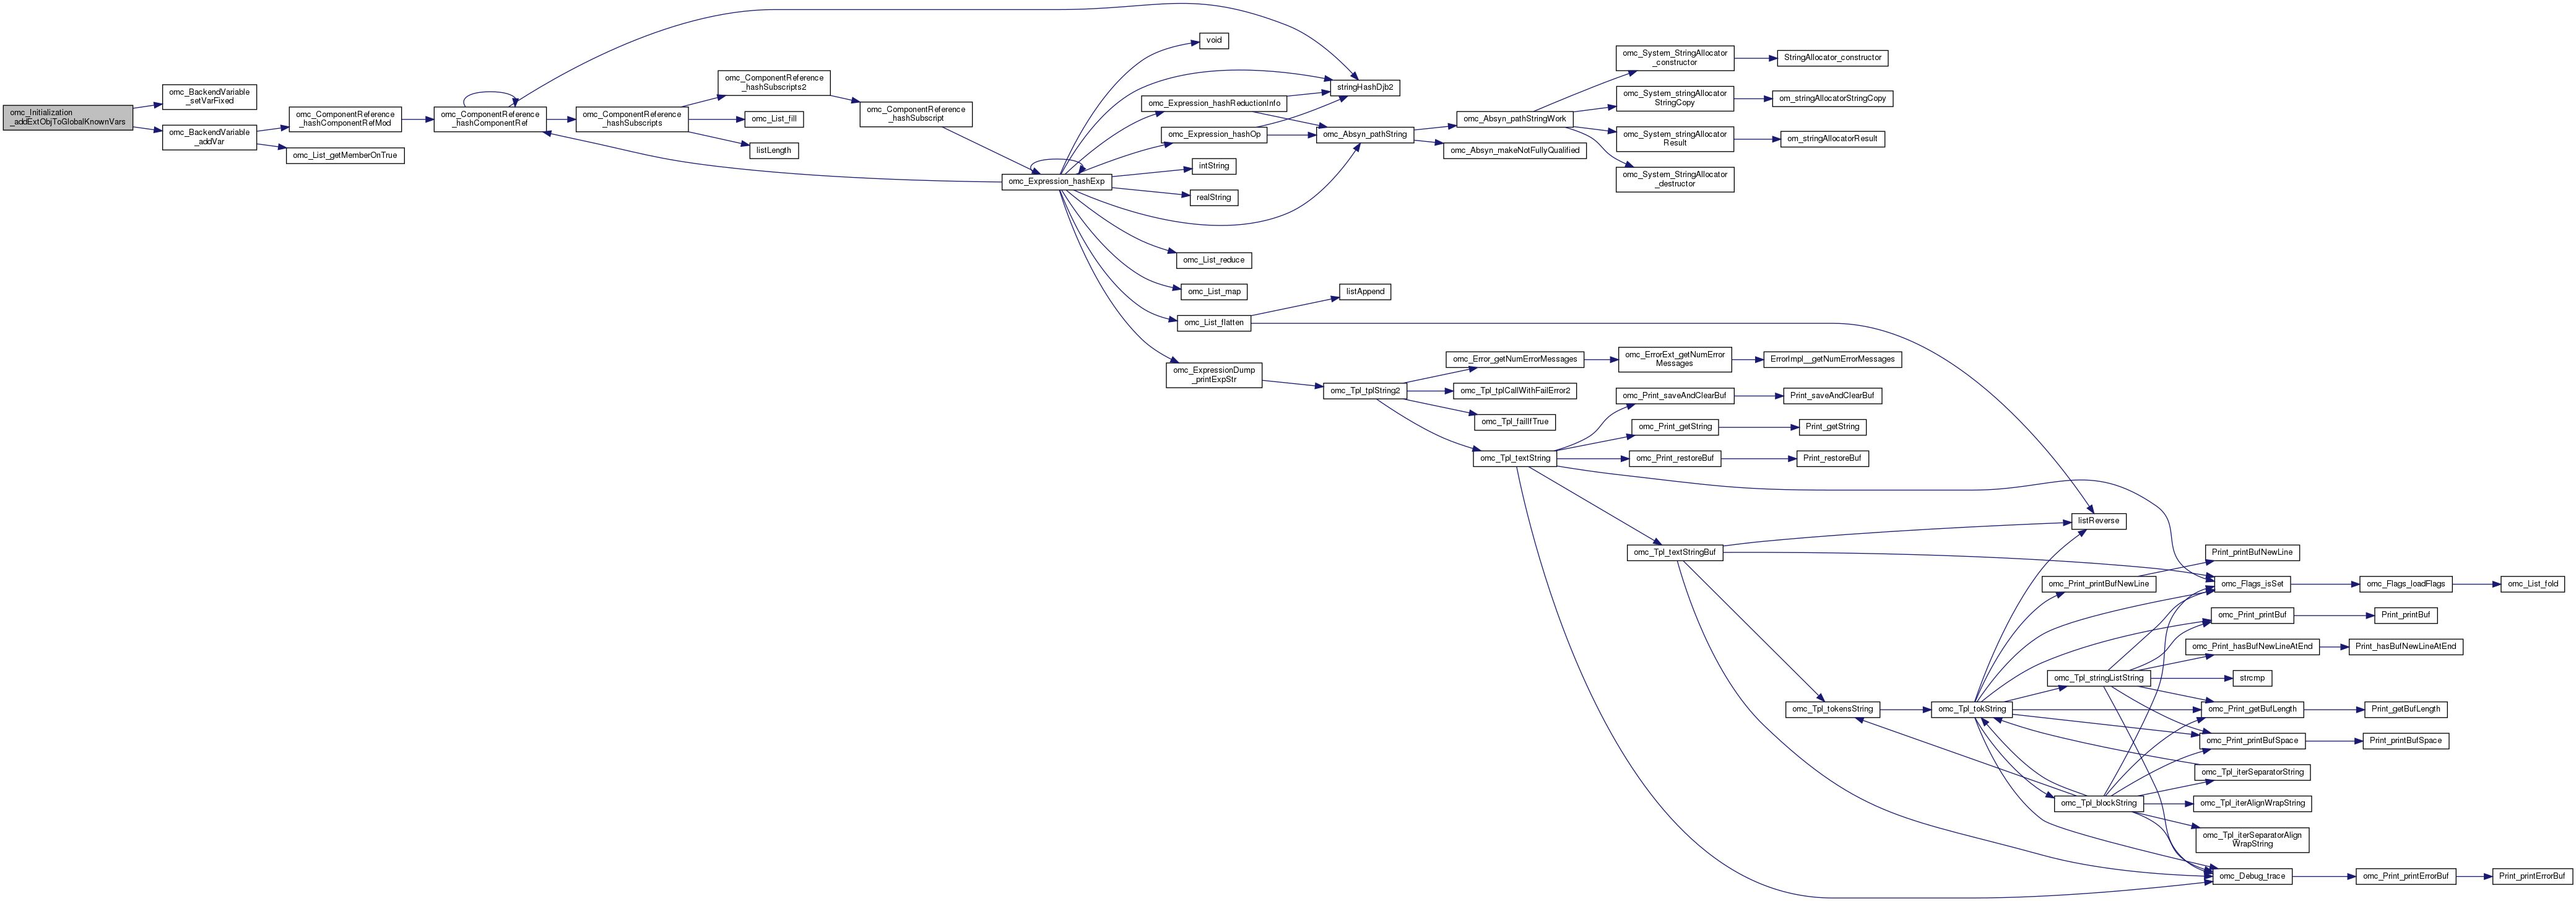 omc_Initialization
_addExtObjToGlobalKnownVars
omc_BackendVariable
_setVarFixed
omc_BackendVariable
_addVar
omc_ComponentReference
_hashComponentRefMod
omc_List_getMemberOnTrue
omc_ComponentReference
_hashComponentRef
omc_ComponentReference
_hashSubscripts
omc_ComponentReference
_hashSubscripts2
omc_List_fill
listLength
omc_ComponentReference
_hashSubscript
omc_Expression_hashExp
void
stringHashDjb2
omc_Expression_hashReductionInfo
omc_Expression_hashOp
omc_Absyn_pathString
intString
realString
omc_List_reduce
omc_List_map
omc_List_flatten
listAppend
omc_ExpressionDump
_printExpStr
omc_Absyn_pathStringWork
omc_Absyn_makeNotFullyQualified
omc_System_StringAllocator
_constructor
StringAllocator_constructor
omc_System_stringAllocator
StringCopy
om_stringAllocatorStringCopy
omc_System_stringAllocator
Result
om_stringAllocatorResult
omc_System_StringAllocator
_destructor
omc_Tpl_tplString2
omc_Error_getNumErrorMessages
omc_ErrorExt_getNumError
Messages
ErrorImpl__getNumErrorMessages
omc_Tpl_tplCallWithFailError2
omc_Tpl_failIfTrue
omc_Tpl_textString
omc_Print_saveAndClearBuf
Print_saveAndClearBuf
omc_Print_getString
Print_getString
omc_Print_restoreBuf
Print_restoreBuf
listReverse
omc_Tpl_textStringBuf
Print_printBufNewLine
omc_Print_printBufNewLine
omc_Flags_isSet
omc_Flags_loadFlags
omc_List_fold
omc_Print_printBuf
Print_printBuf
omc_Print_hasBufNewLineAtEnd
Print_hasBufNewLineAtEnd
omc_Tpl_stringListString
strcmp
omc_Tpl_tokensString
omc_Tpl_tokString
omc_Print_getBufLength
Print_getBufLength
omc_Print_printBufSpace
Print_printBufSpace
omc_Tpl_iterSeparatorString
omc_Tpl_blockString
omc_Tpl_iterAlignWrapString
omc_Tpl_iterSeparatorAlign
WrapString
omc_Debug_trace
omc_Print_printErrorBuf
Print_printErrorBuf